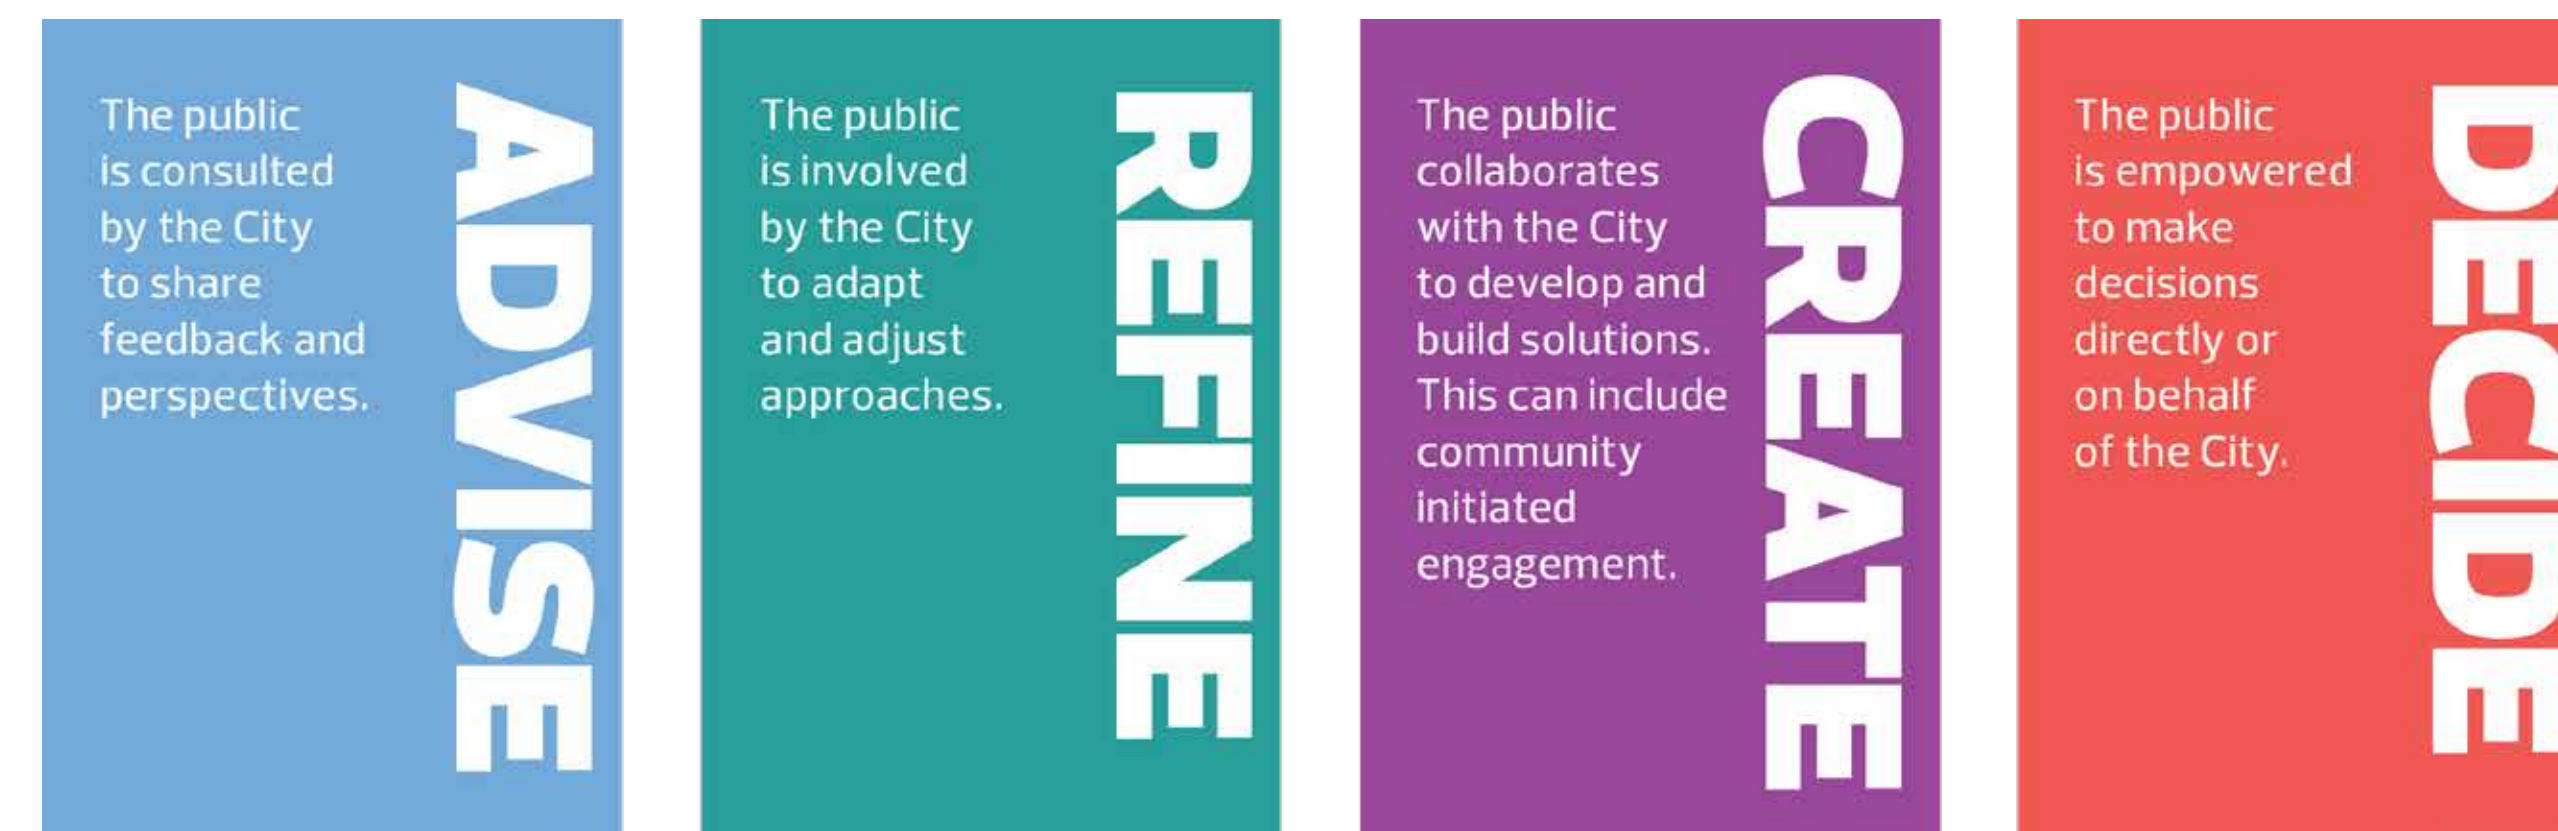 The public
is consulted
by the City
to share
feedback and
perspectives.
ADVISE
The public
is involved
by the City
to adapt
and adjust
approaches.
REFINE
The public
collaborates
with the City
to develop and
build solutions.
This can include
community
initiated
engagement.
CREATE
The public
is empowered
to make
decisions
directly or
on behalf
of the City.
DECIDE